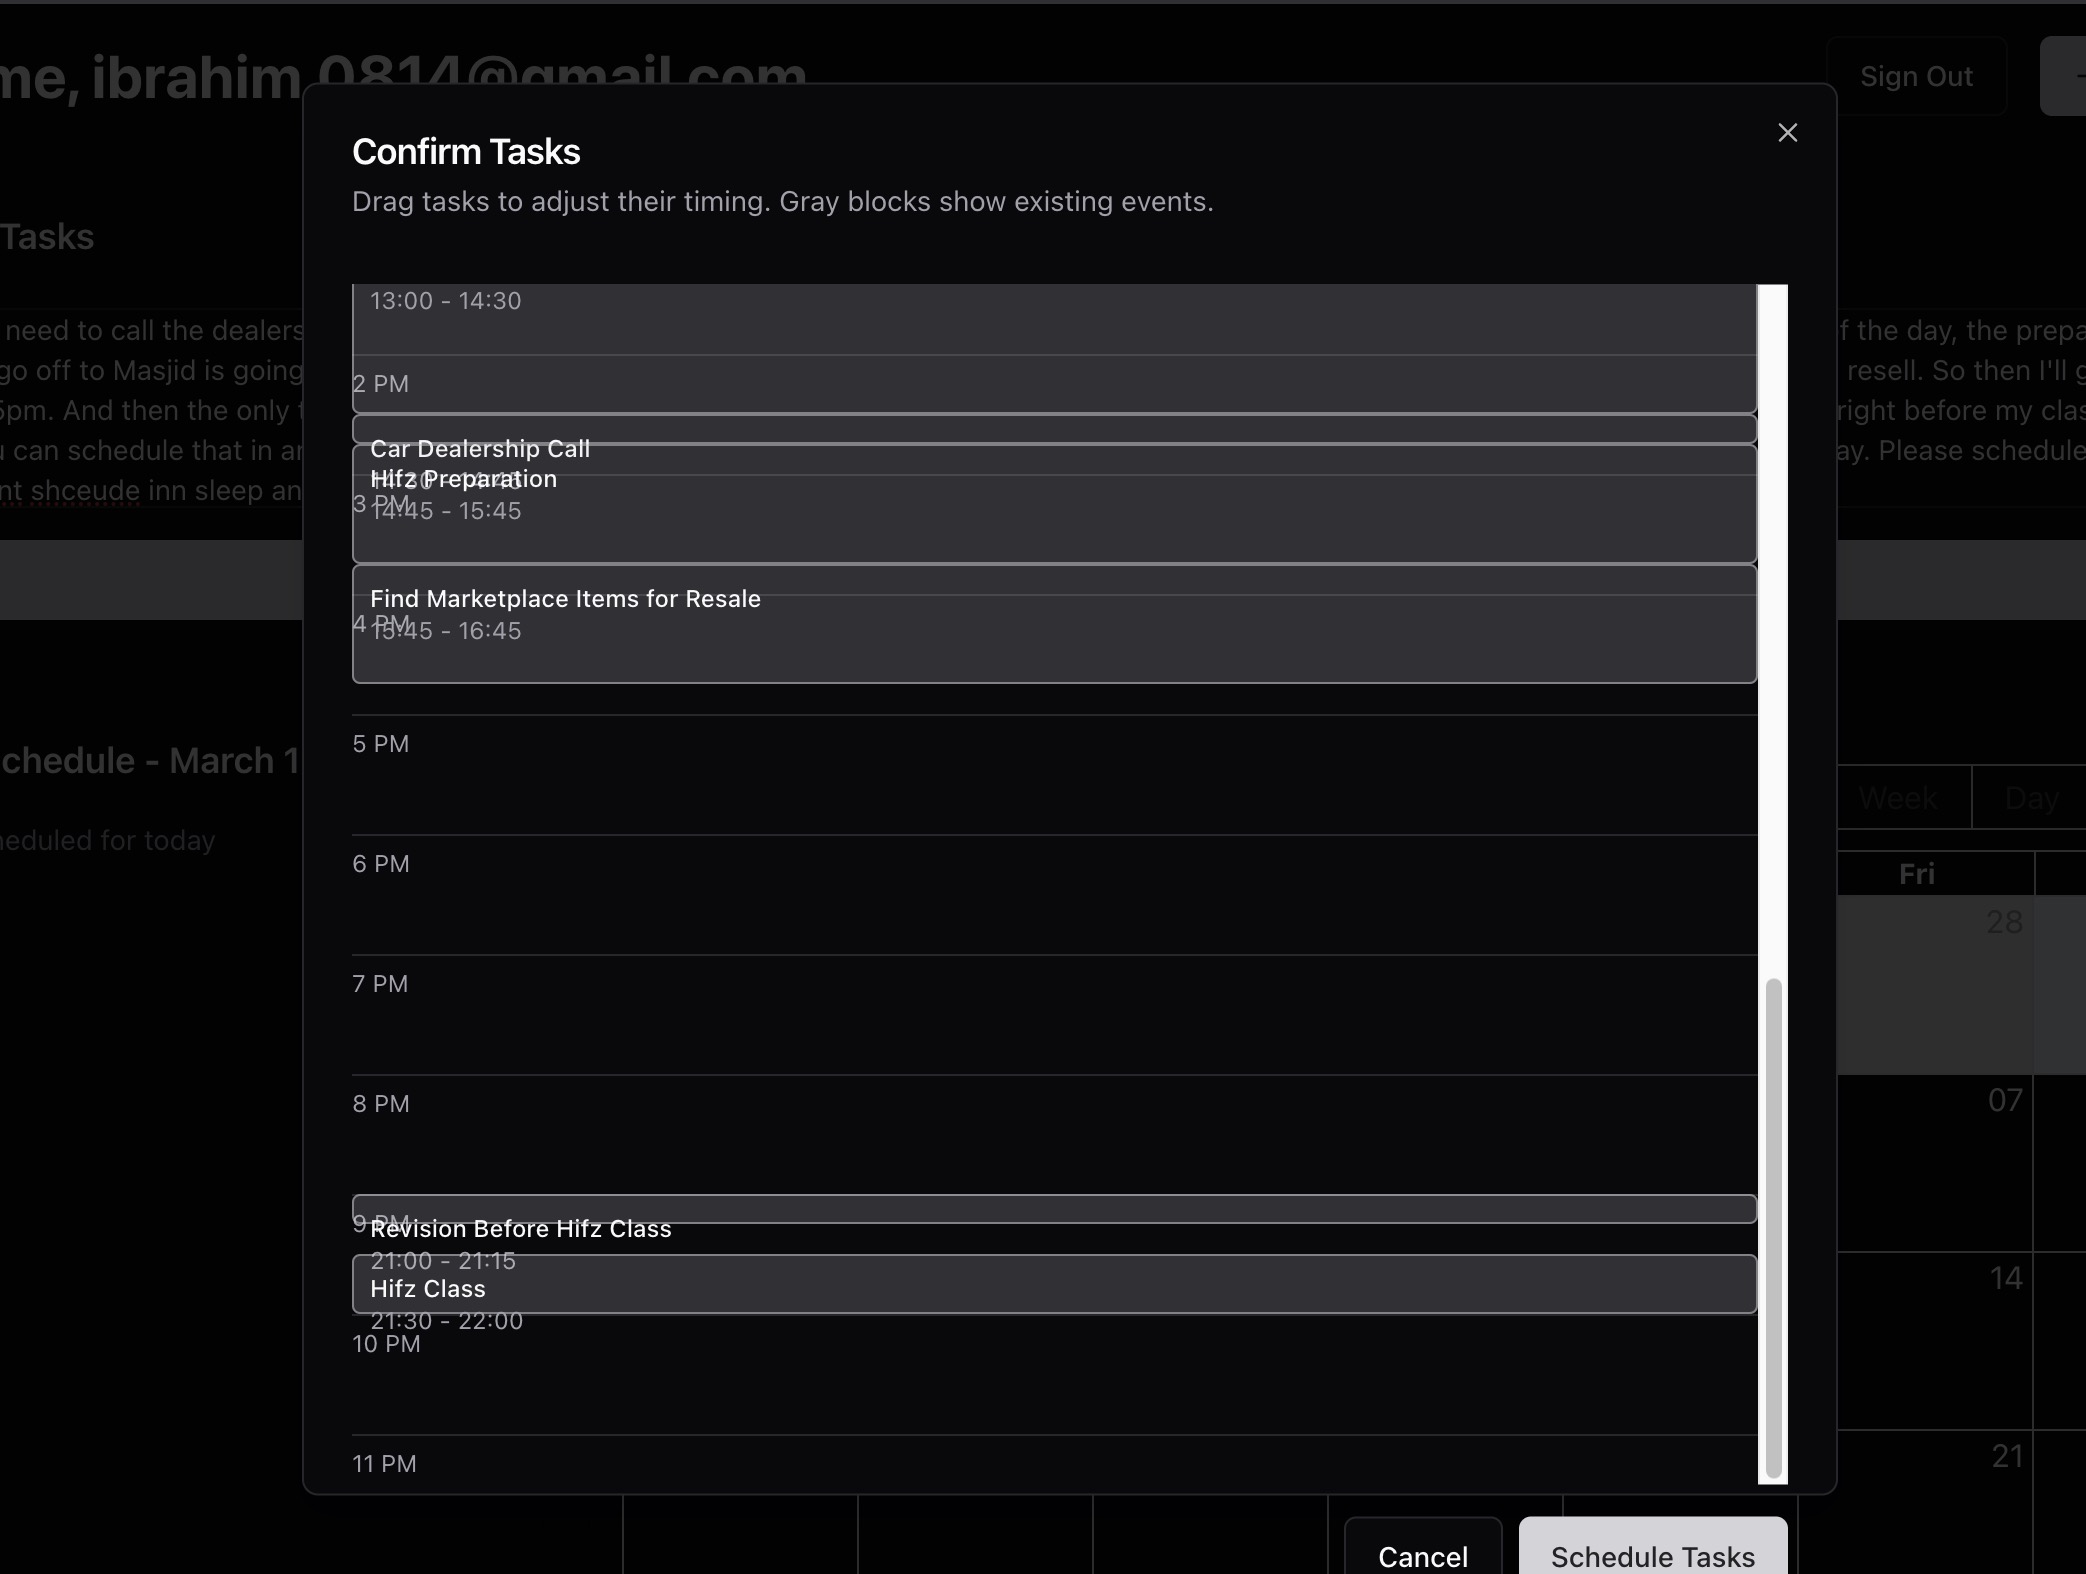 me, ibrahim.0814@gmail.com
Sign Out
Confirm Tasks
Drag tasks to adjust their timing. Gray blocks show existing events.
Tasks
need to call the dealers
f the day, the prepa
go off to Masjid is going
resell. So then I'll g
5pm. And then the only t
right before my clas
u can schedule that in an
ay. Please schedule
nt shceude inn sleep an
13:00 - 14:30
2 PM
Car Dealership Call
14:30 - 14:45
Hifz Preparation
3 PM
14:45 - 15:45
Find Marketplace Items for Resale
4 PM
15:45 - 16:45
5 PM
chedule - March 1
Week
Day
heduled for today
6 PM
Fri
28
7 PM
8 PM
07
9 PM
Revision Before Hifz Class
21:00 - 21:15
Hifz Class
14
21:30 - 22:00
10 PM
11 PM
21
Cancel
Schedule Tasks